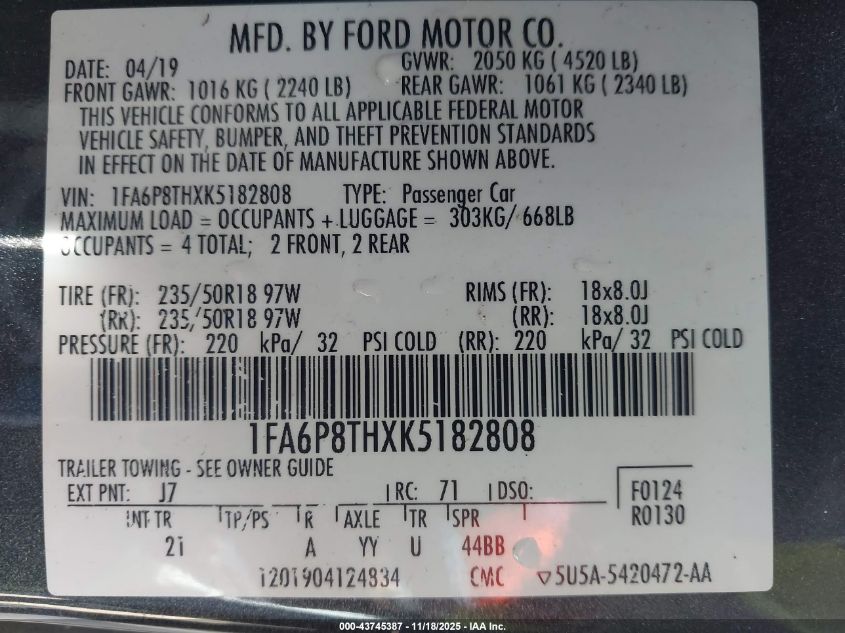 MFD. BY FORD MOTOR CO.
DATE: 04/19 GVWR: 2050 KG ( 4520 LB)
FRONT GAWR: 1016 KG ( 2240 LB) REAR GAWR: 1061 KG ( 2340 LB)
THIS VEHICLE CONFORMS TO ALL APPLICABLE FEDERAL MOTOR
VEHICLE SAFETY, BUMPER, AND THEFT PREVENTION STANDARDS
IN EFFECT ON THE DATE OF MANUFACTURE SHOWN ABOVE.
VIN: 1FA6P8THXK5182808 TYPE: Passenger Car
MAXIMUM LOAD = OCCUPANTS + LUGGAGE = 303KG/ 668LB
OCCUPANTS = 4 TOTAL; 2 FRONT, 2 REAR
TIRE (FR): 235/50R18 97W RIMS (FR): 18x8.0J
(RR): 235/50R18 97W (RR): 18x8.0J
PRESSURE (FR): 220 kPa/ 32 PSI COLD (RR): 220 kPa/ 32 PSI COLD
1FA6P8THXK5182808
TRAILER TOWING - SEE OWNER GUIDE
EXT PNT: J7 RC: 71 DSO: F0124
R0130
INT TR TP/PS R AXLE TR SPR
2i A YY U 44BB
1201904124834 CMC 5U5A-5420472-AA
000-43745387 - 11/18/2025 - IAA Inc.